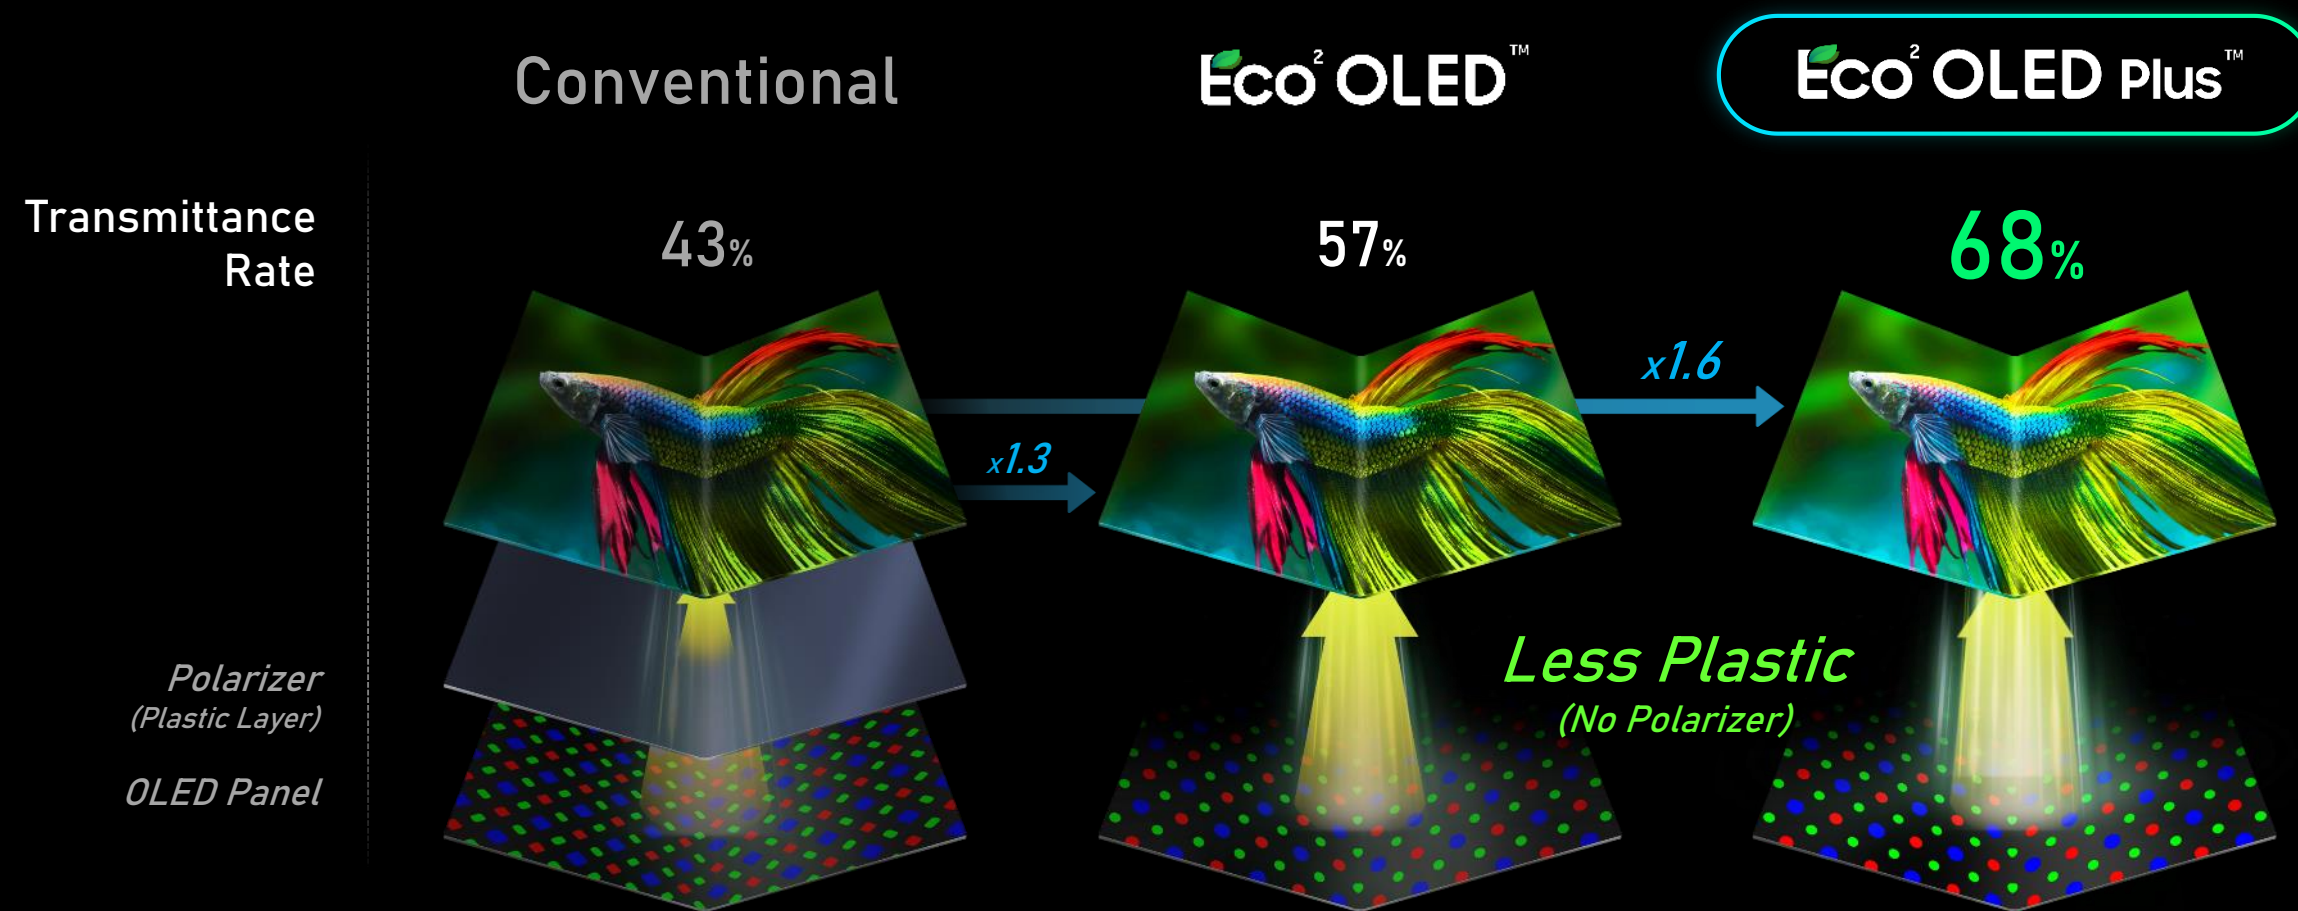 Conventional
Eco² OLED™
Eco² OLED Plus™
Transmittance
Rate
43%
57%
68%
x1.6
x1.3
Less Plastic
(No Polarizer)
Polarizer
(Plastic Layer)
OLED Panel